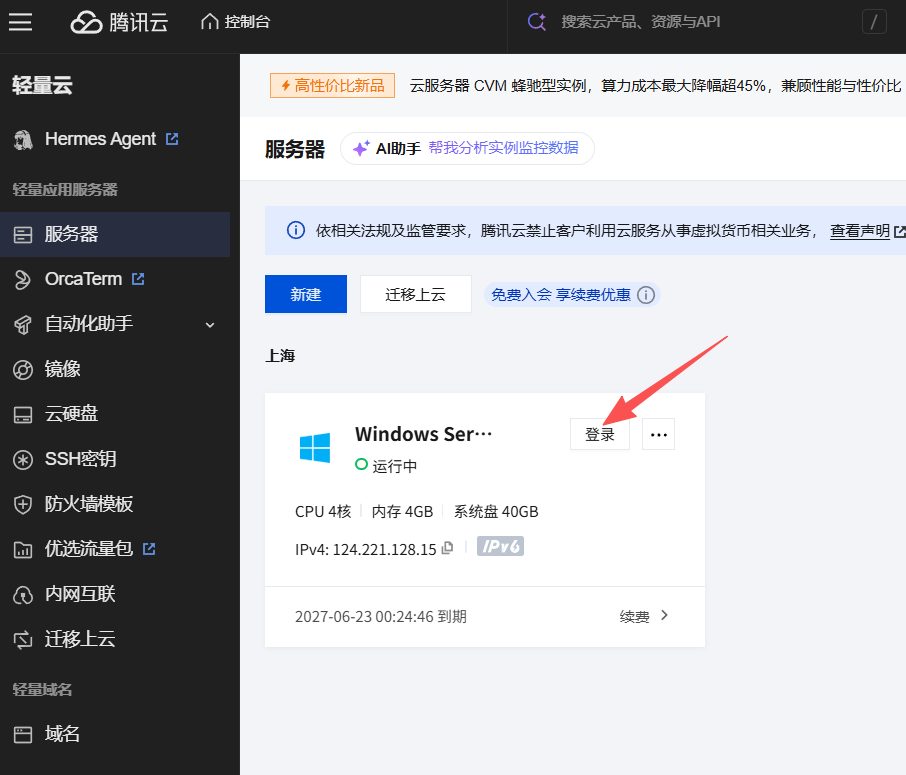 腾讯云 控制台 搜索云产品、资源与API /
轻量云
Hermes Agent
轻量应用服务器
服务器
OrcaTerm
自动化助手
镜像
云硬盘
SSH密钥
防火墙模板
优选流量包
内网互联
迁移上云
轻量域名
域名
高性价比新品 云服务器 CVM 蜂驰型实例，算力成本最大降幅超45%，兼顾性能与性价比
服务器 AI助手 帮我分析实例监控数据
依相关法规及监管要求，腾讯云禁止客户利用云服务从事虚拟货币相关业务， 查看声明
新建 迁移上云 免费入会 享续费优惠
上海
Windows Ser… 登录 …
运行中
CPU 4核 内存 4GB 系统盘 40GB
IPv4: 124.221.128.15 IPv6
2027-06-23 00:24:46 到期 续费